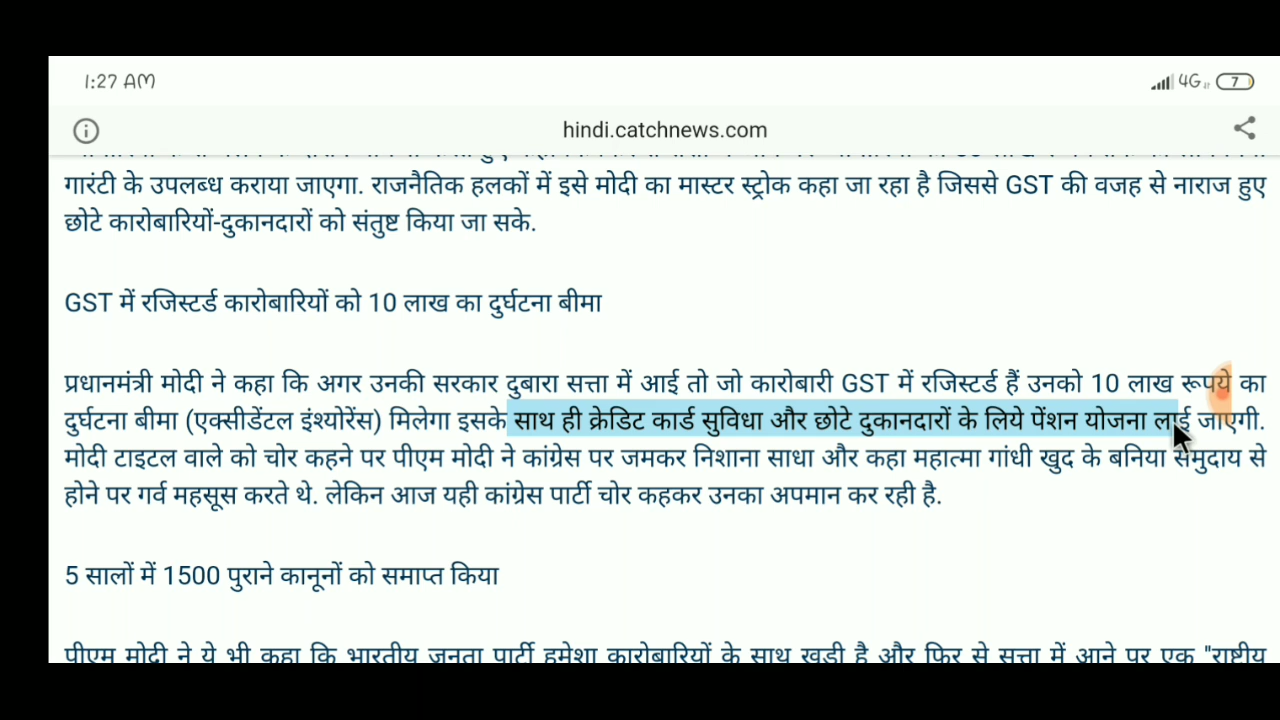 1:27 AM
4G
7
hindi.catchnews.com
गारंटी के उपलब्ध कराया जाएगा. राजनैतिक हलकों में इसे मोदी का मास्टर स्ट्रोक कहा जा रहा है जिससे GST की वजह से नाराज हुए
छोटे कारोबारियों-दुकानदारों को संतुष्ट किया जा सके.
GST में रजिस्टर्ड कारोबारियों को 10 लाख का दुर्घटना बीमा
प्रधानमंत्री मोदी ने कहा कि अगर उनकी सरकार दुबारा सत्ता में आई तो जो कारोबारी GST में रजिस्टर्ड हैं उनको 10 लाख रूपये का
दुर्घटना बीमा (एक्सीडेंटल इंश्योरेंस) मिलेगा इसके साथ ही क्रेडिट कार्ड सुविधा और छोटे दुकानदारों के लिये पेंशन योजना लाई जाएगी.
मोदी टाइटल वाले को चोर कहने पर पीएम मोदी ने कांग्रेस पर जमकर निशाना साधा और कहा महात्मा गांधी खुद के बनिया समुदाय से
होने पर गर्व महसूस करते थे. लेकिन आज यही कांग्रेस पार्टी चोर कहकर उनका अपमान कर रही है.
5 सालों में 1500 पुराने कानूनों को समाप्त किया
पीएम मोदी ने ये भी कहा कि भारतीय जनता पार्टी हमेशा कारोबारियों के साथ खड़ी है और फिर से सत्ता में आने पर एक "राष्ट्रीय